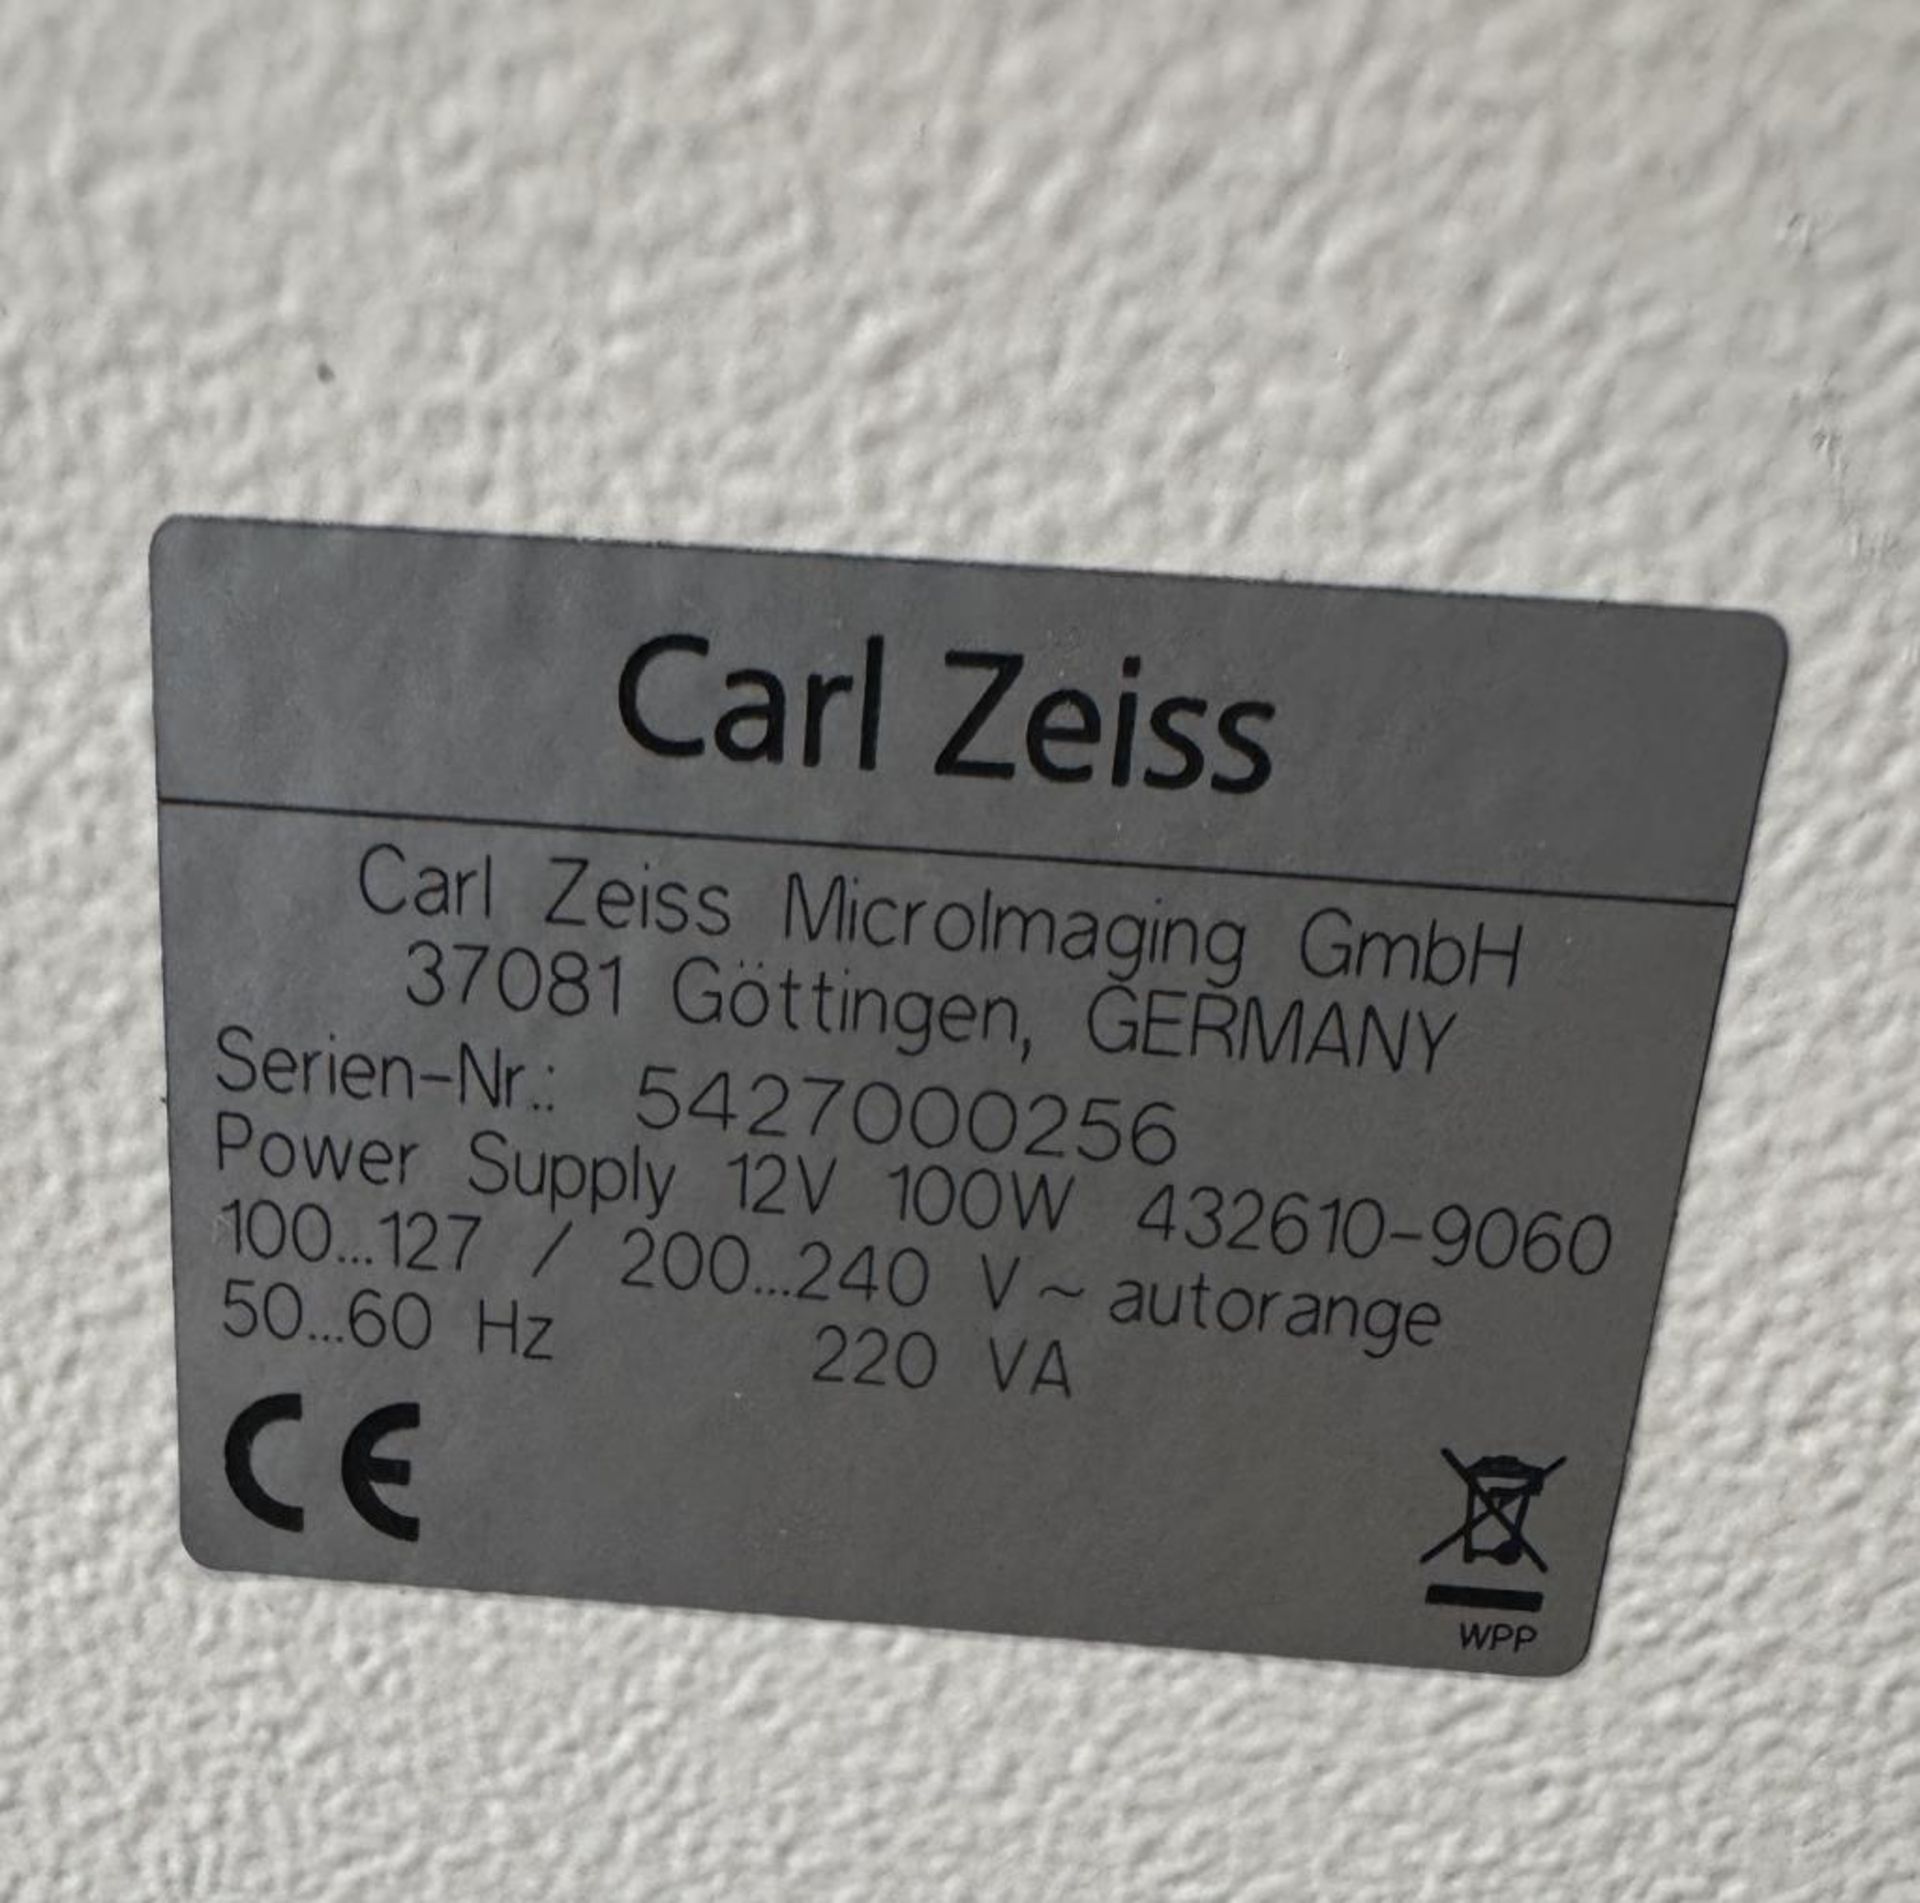 Carl Zeiss
Carl Zeiss MicroImaging GmbH
37081 Göttingen, GERMANY
Serien-Nr.: 5427000256
Power Supply 12V 100W 432610-9060
100...127 / 200...240 V ~ autorange
50...60 Hz 220 VA
CE
WPP